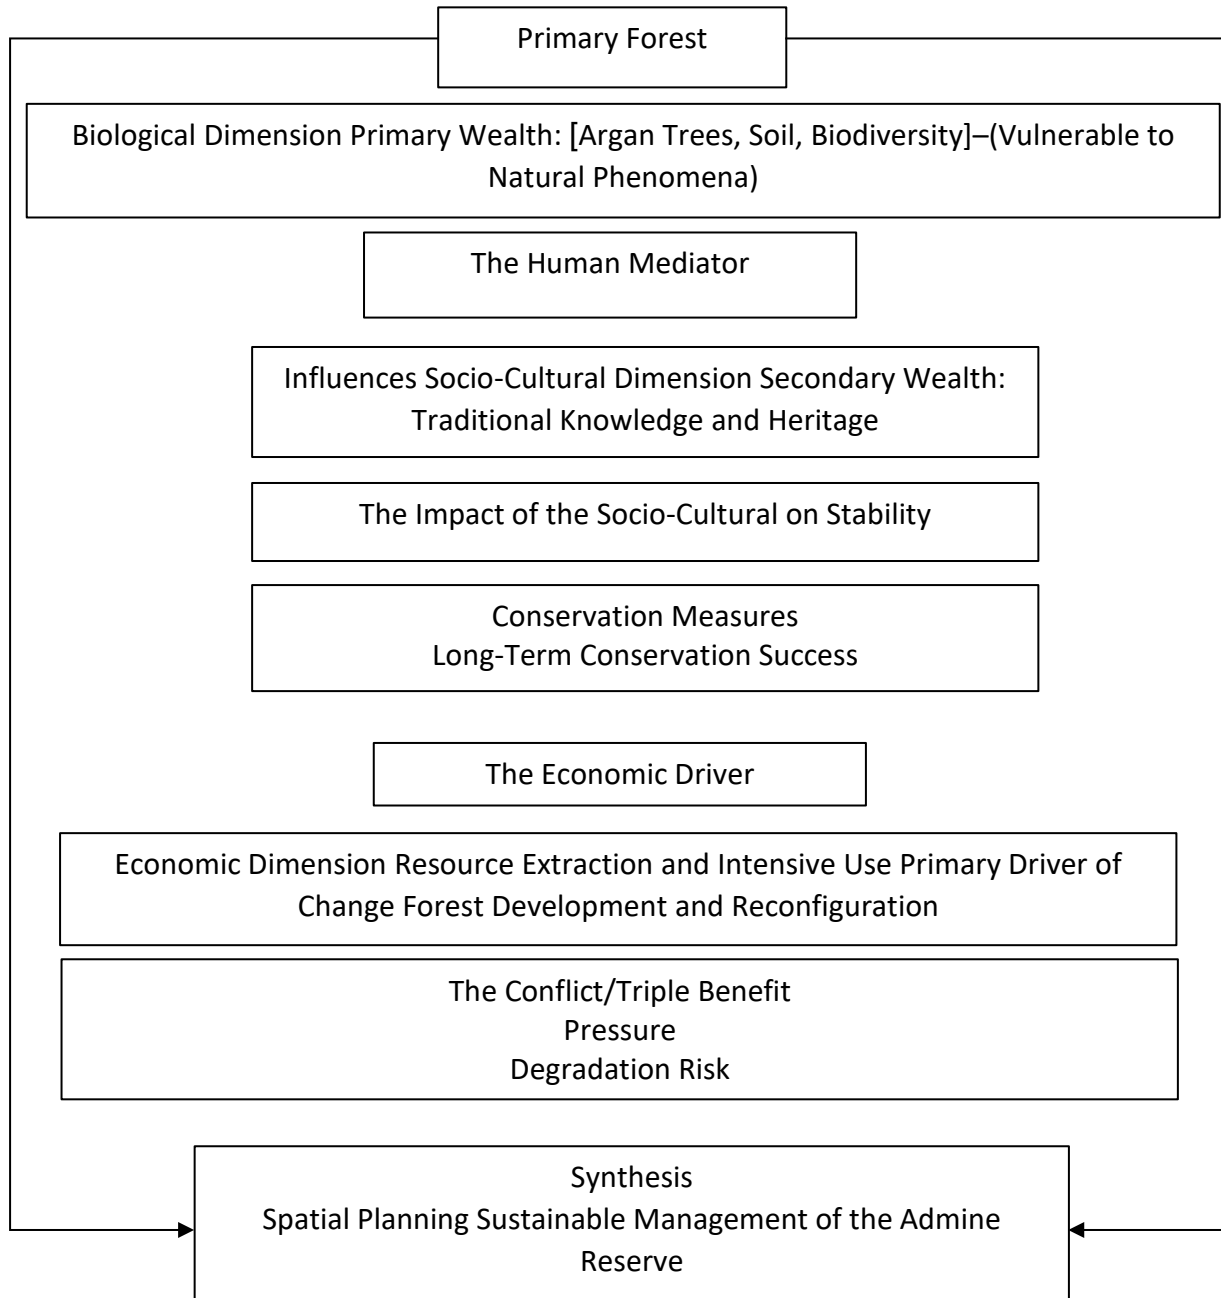 Primary Forest
Biological Dimension Primary Wealth: [Argan Trees, Soil, Biodiversity]–(Vulnerable to
Natural Phenomena)
The Human Mediator
Influences Socio-Cultural Dimension Secondary Wealth:
Traditional Knowledge and Heritage
The Impact of the Socio-Cultural on Stability
Conservation Measures
Long-Term Conservation Success
The Economic Driver
Economic Dimension Resource Extraction and Intensive Use Primary Driver of
Change Forest Development and Reconfiguration
The Conflict/Triple Benefit
Pressure
Degradation Risk
Synthesis
Spatial Planning Sustainable Management of the Admine
Reserve